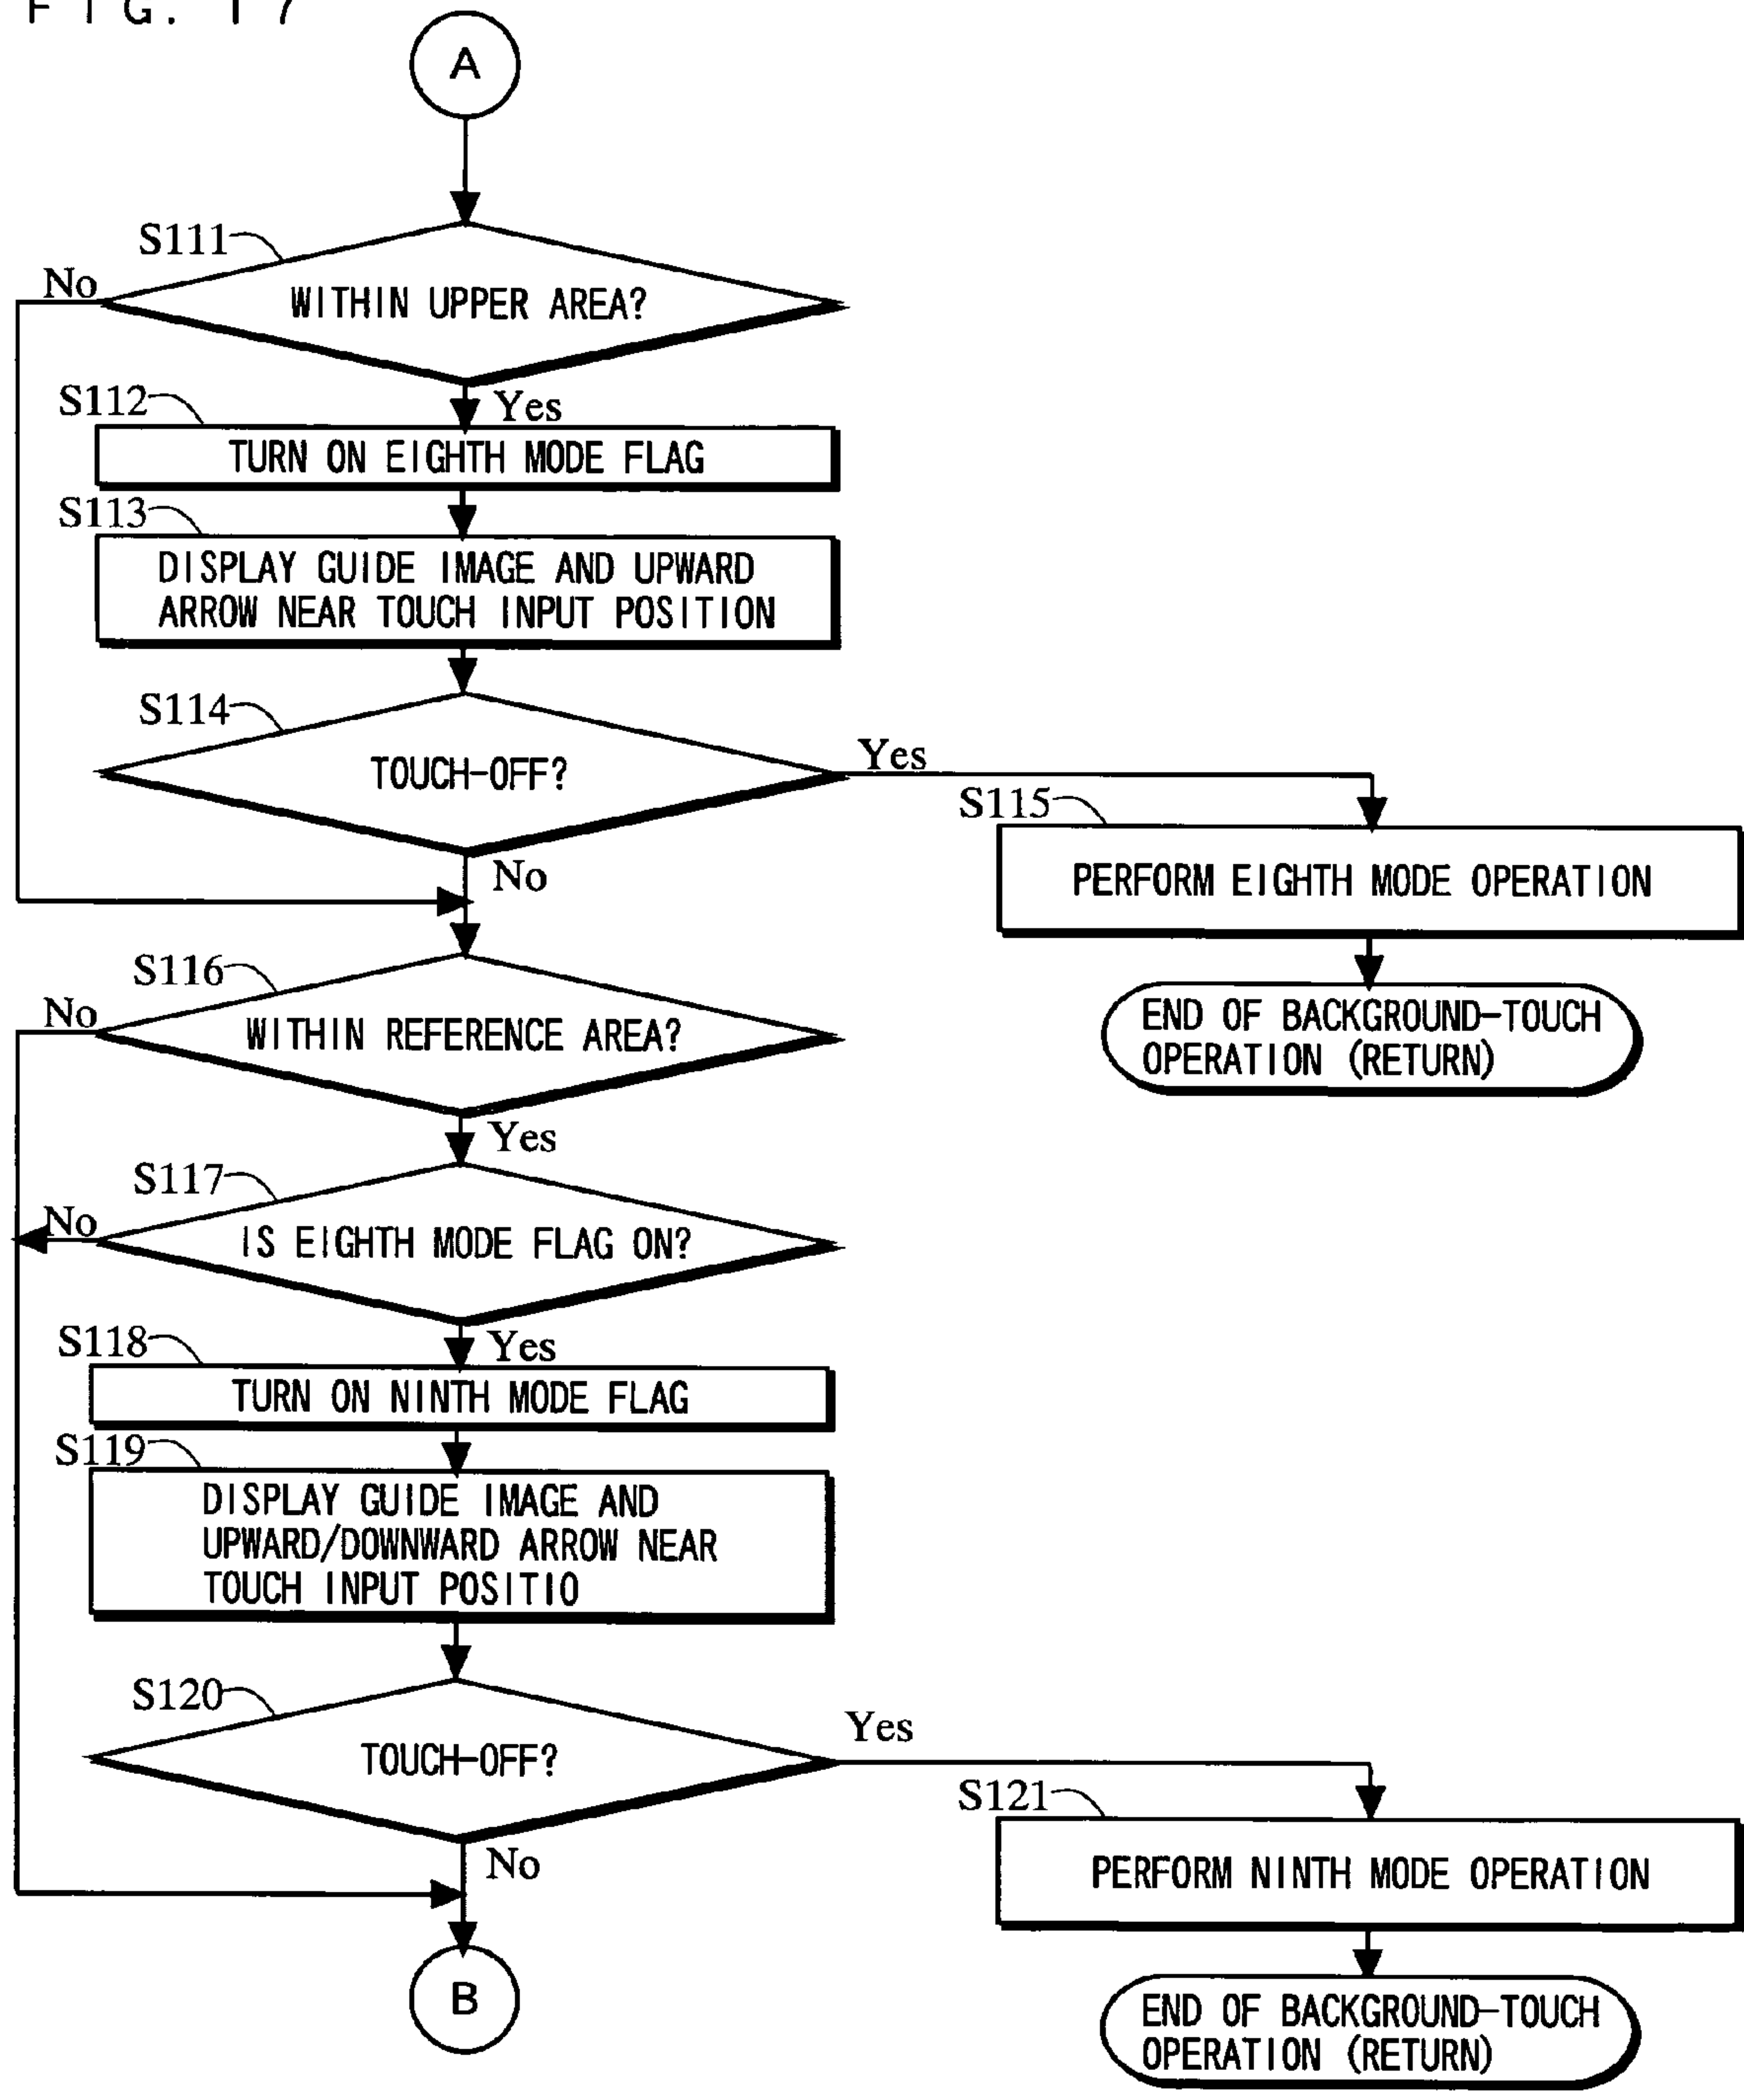 FIG. 17
A
S111
No
WITHIN UPPER AREA?
Yes
S112
TURN ON EIGHTH MODE FLAG
S113
DISPLAY GUIDE IMAGE AND UPWARD
ARROW NEAR TOUCH INPUT POSITION
S114
TOUCH-OFF?
Yes
No
S115
PERFORM EIGHTH MODE OPERATION
END OF BACKGROUND-TOUCH
OPERATION (RETURN)
S116
No
WITHIN REFERENCE AREA?
Yes
S117
No
IS EIGHTH MODE FLAG ON?
Yes
S118
TURN ON NINTH MODE FLAG
S119
DISPLAY GUIDE IMAGE AND
UPWARD/DOWNWARD ARROW NEAR
TOUCH INPUT POSITIO
S120
TOUCH-OFF?
Yes
No
S121
PERFORM NINTH MODE OPERATION
END OF BACKGROUND-TOUCH
OPERATION (RETURN)
B